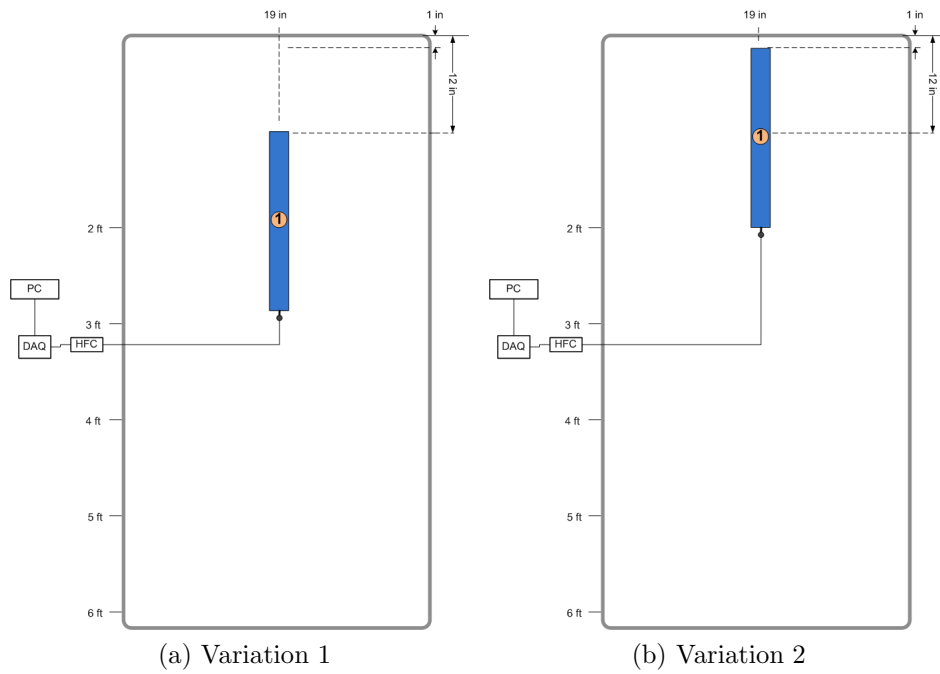 19 in
1 in
12 in
1
2 ft
PC
3 ft
DAQ
HFC
4 ft
5 ft
6 ft
(a) Variation 1
19 in
1 in
12 in
1
2 ft
PC
3 ft
DAQ
HFC
4 ft
5 ft
6 ft
(b) Variation 2